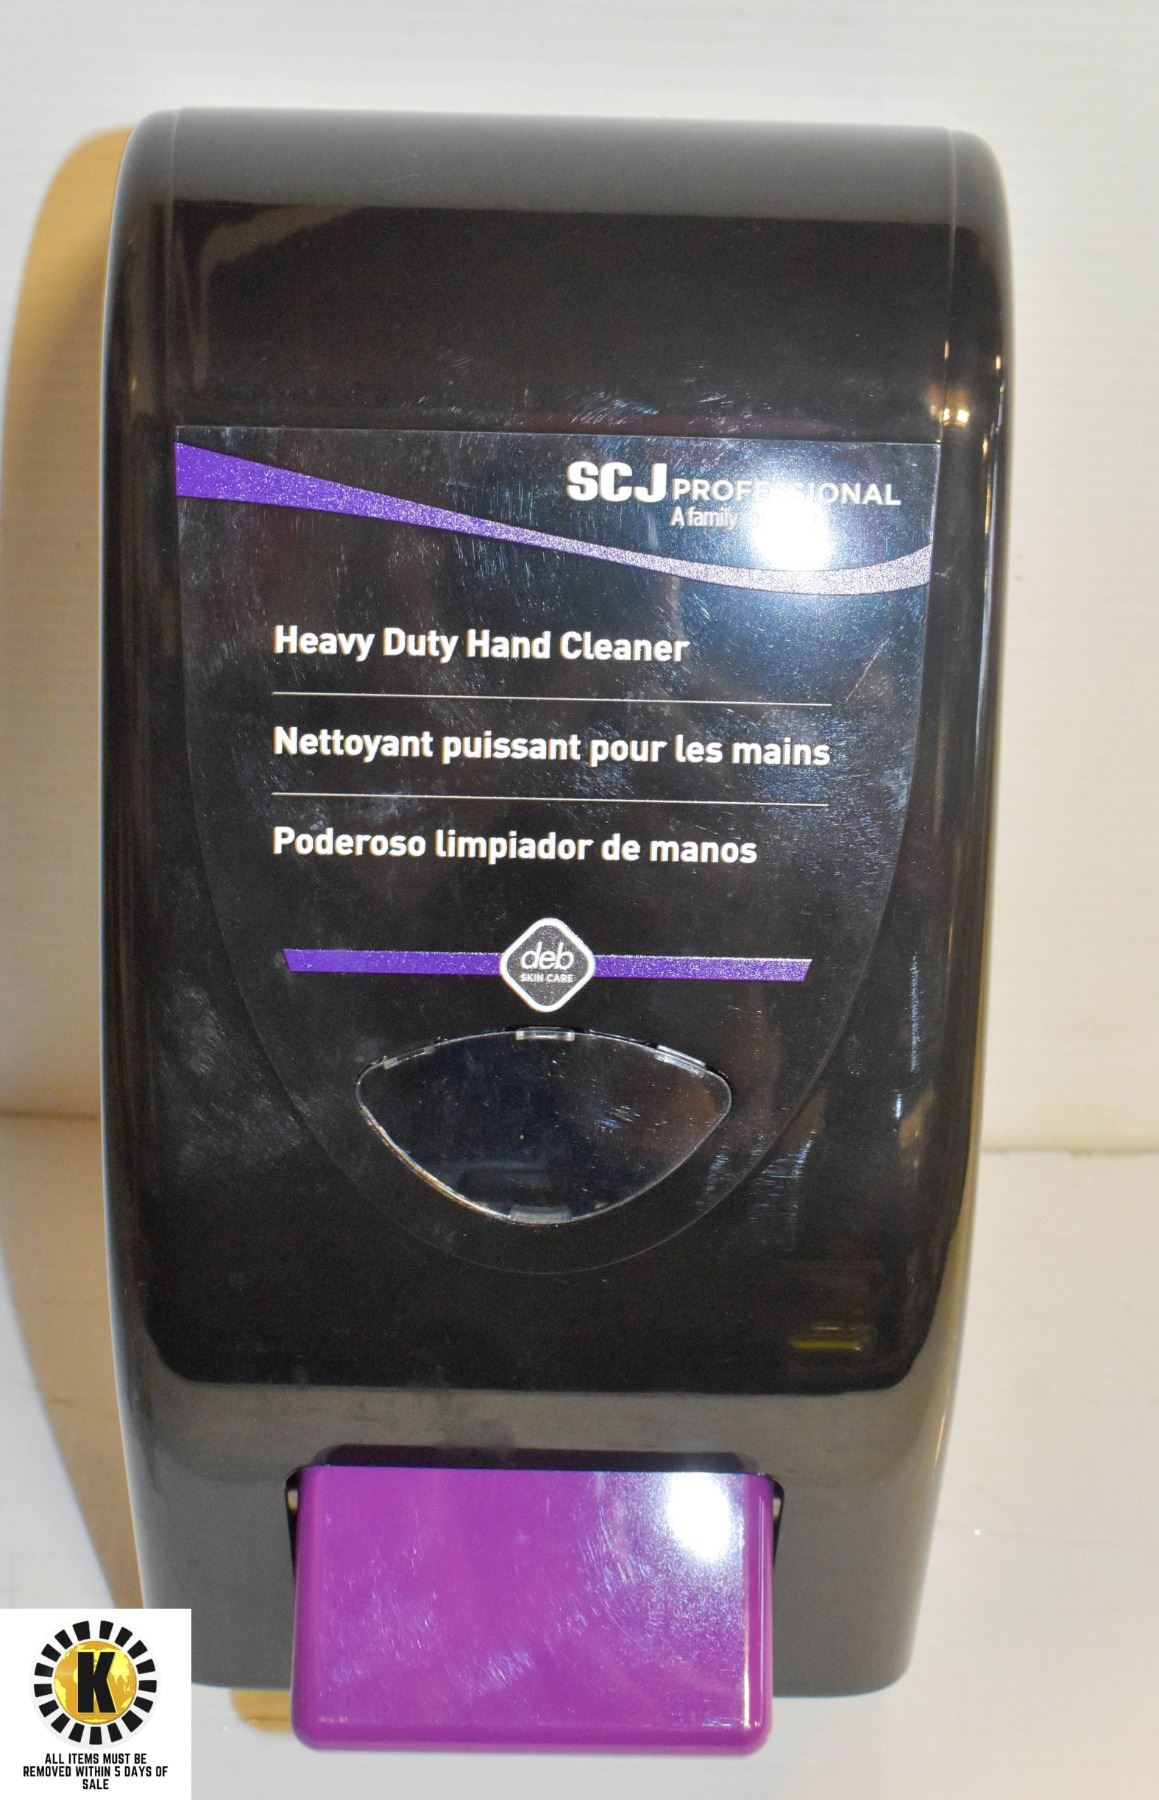 SCJ PROFESSIONAL
A family
Heavy Duty Hand Cleaner
Nettoyant puissant pour les mains
Poderoso limpiador de manos
deb
SKIN CARE
K
ALL ITEMS MUST BE
REMOVED WITHIN 5 DAYS OF
SALE